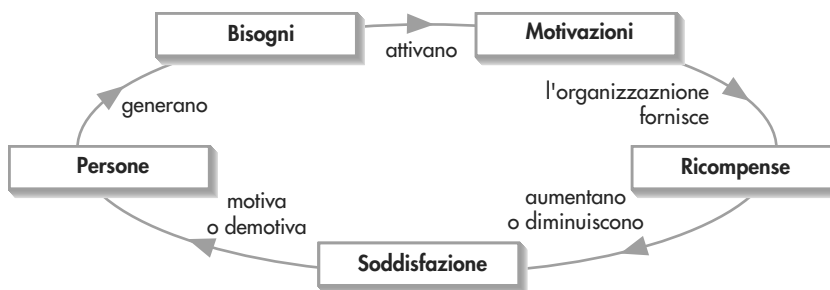 Bisogni
attivano
Motivazioni
generano
l'organizzaznione
fornisce
Persone
Ricompense
motiva
o demotiva
aumentano
o diminuiscono
Soddisfazione